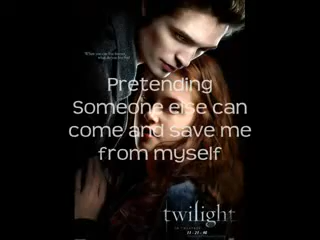 Pretending
Someone else can
come and save me
from myself
twilight